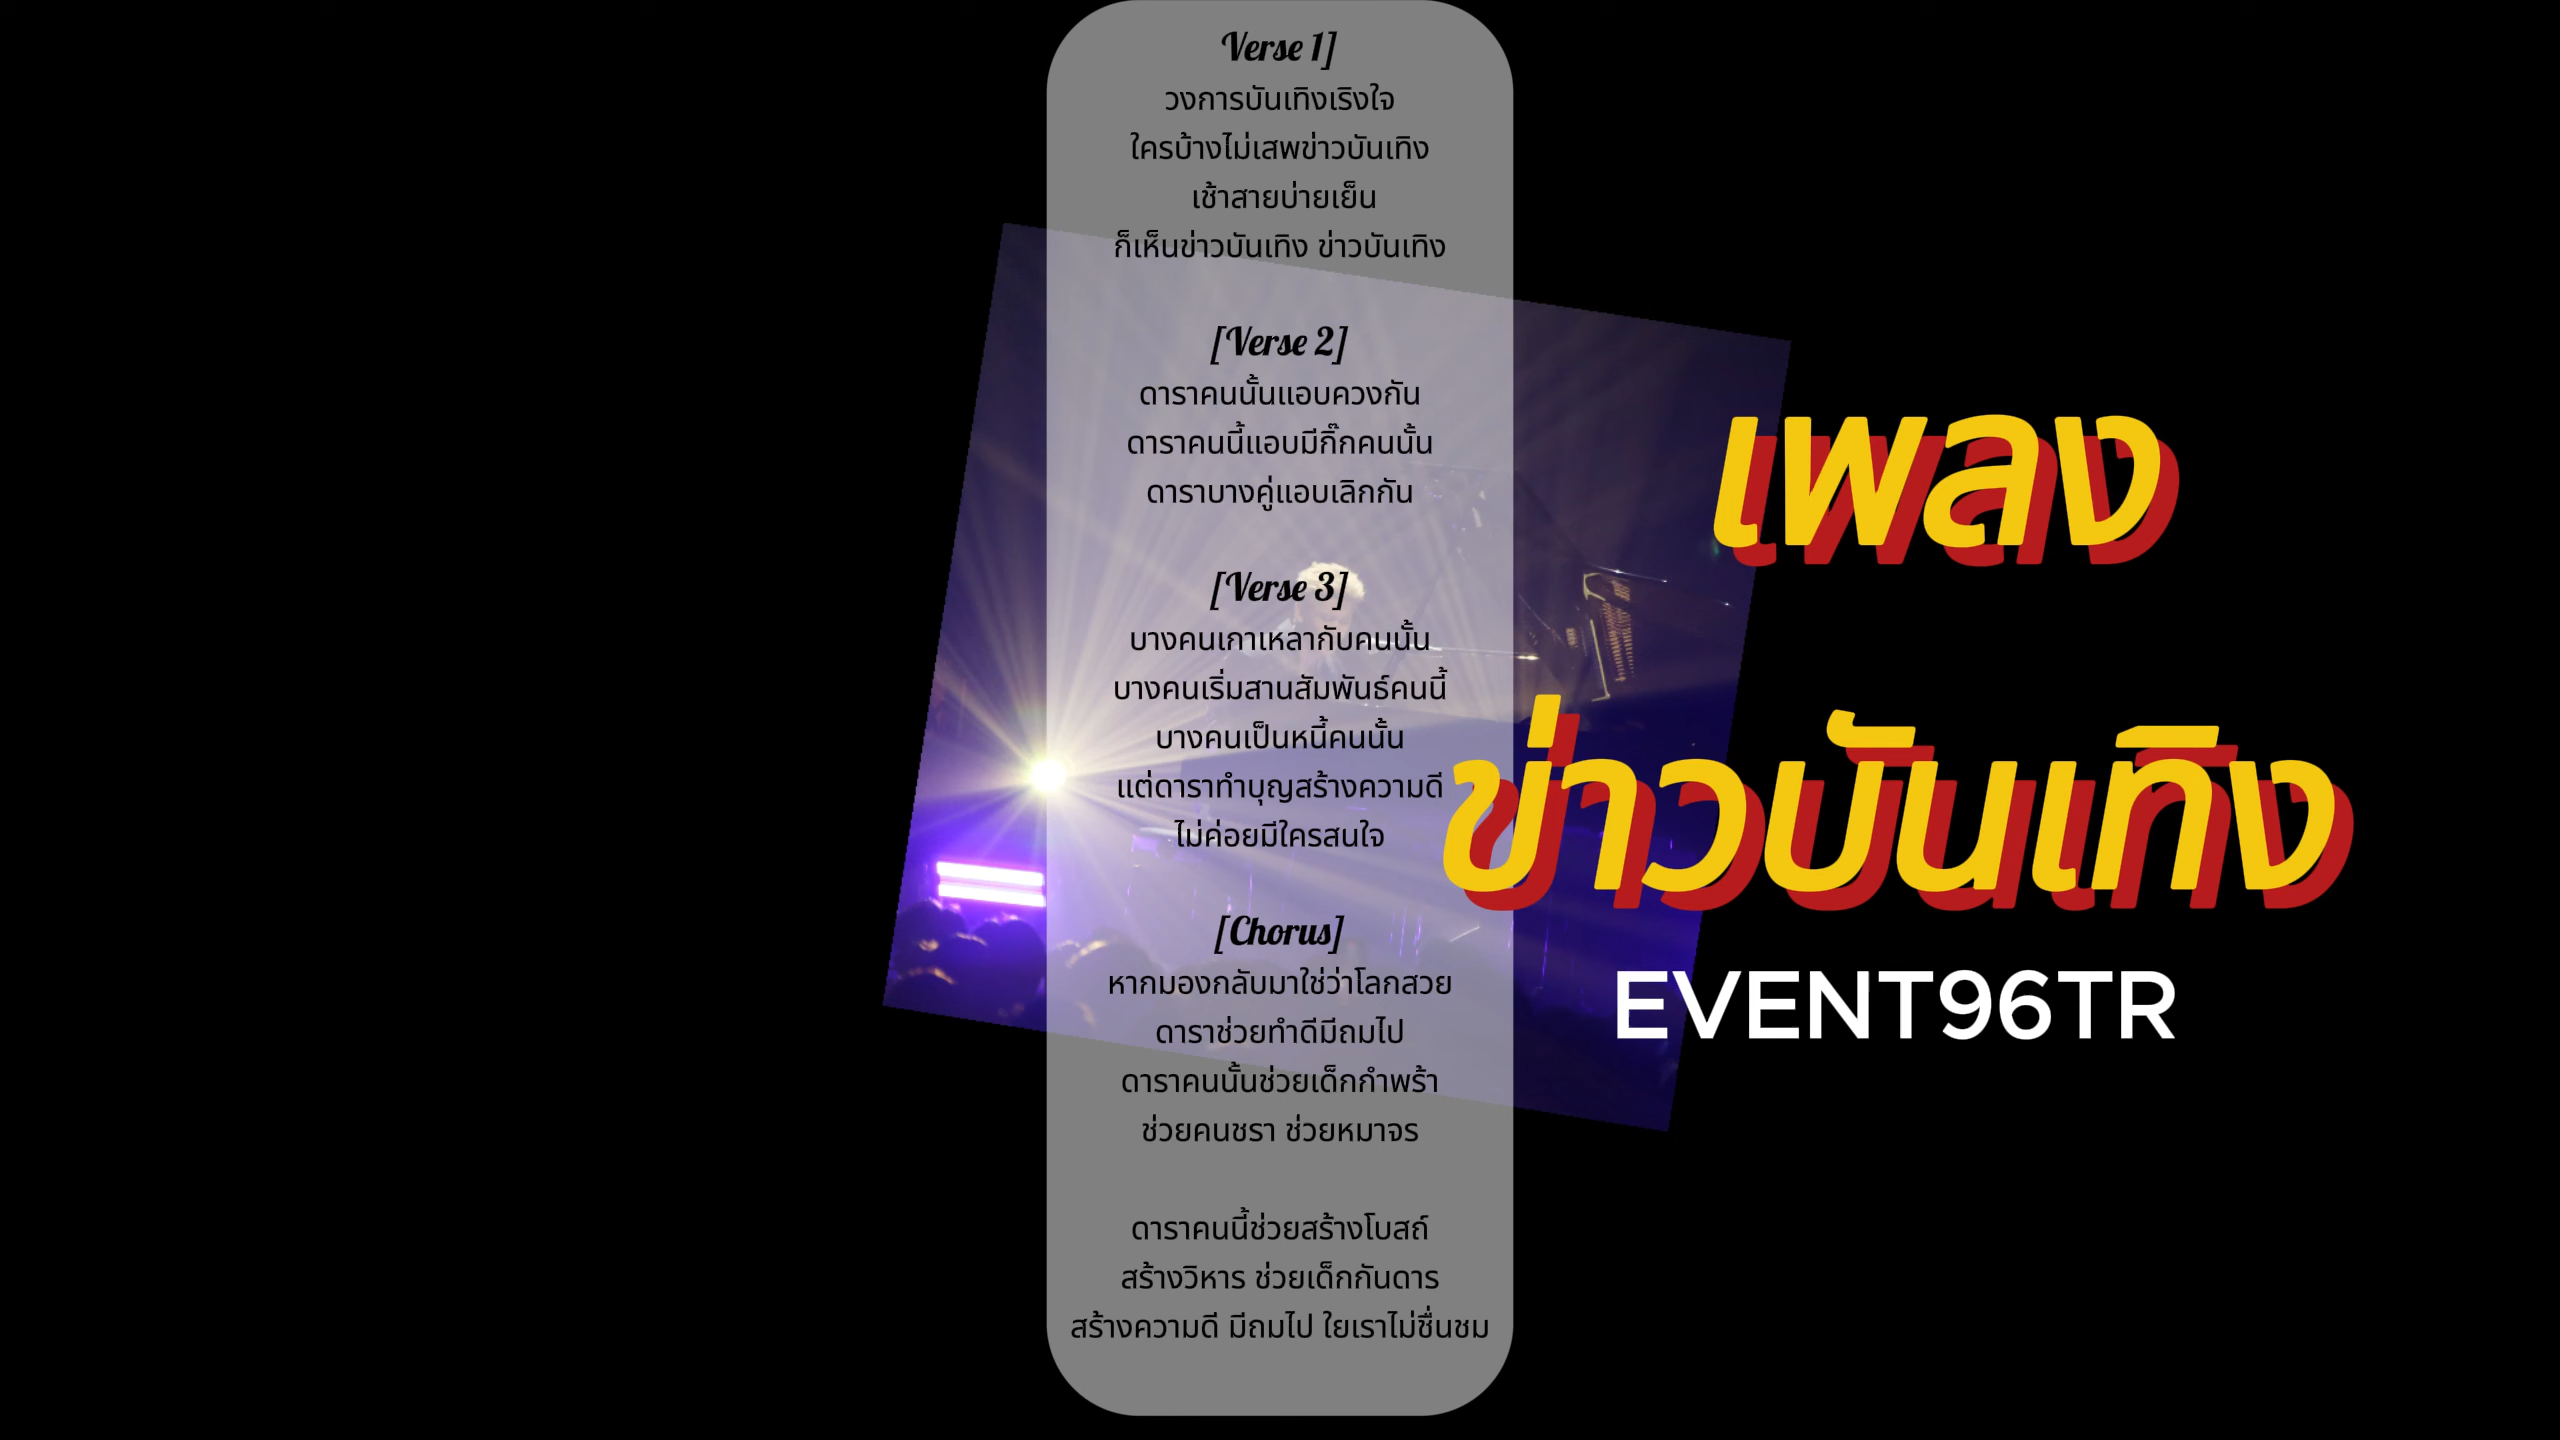 Verse 1]
วงการบันเทิงเริงใจ
ใครบ้างไม่เสพข่าวบันเทิง
เช้าสายบ่ายเย็น
ก็เห็นข่าวบันเทิง ข่าวบันเทิง
[Verse 2]
ดาราคนนั้นแอบควงกัน
ดาราคนนี้แอบมีกิ๊กคนนั้น
ดาราบางคู่แอบเลิกกัน
[Verse 3]
บางคนเกาเหลากับคนนั้น
บางคนเริ่มสานสัมพันธ์คนนี้
บางคนเป็นหนี้คนนั้น
แต่ดาราทำบุญสร้างความดี
ไม่ค่อยมีใครสนใจ
[Chorus]
หากมองกลับมาใช่ว่าโลกสวย
ดาราช่วยทำดีมีถมไป
ดาราคนนั้นช่วยเด็กกำพร้า
ช่วยคนชรา ช่วยหมาจร
ดาราคนนี้ช่วยสร้างโบสถ์
สร้างวิหาร ช่วยเด็กกันดาร
สร้างความดี มีถมไป ใยเราไม่ชื่นชม
เพลง
ข่าวบันเทิง
EVENT96TR